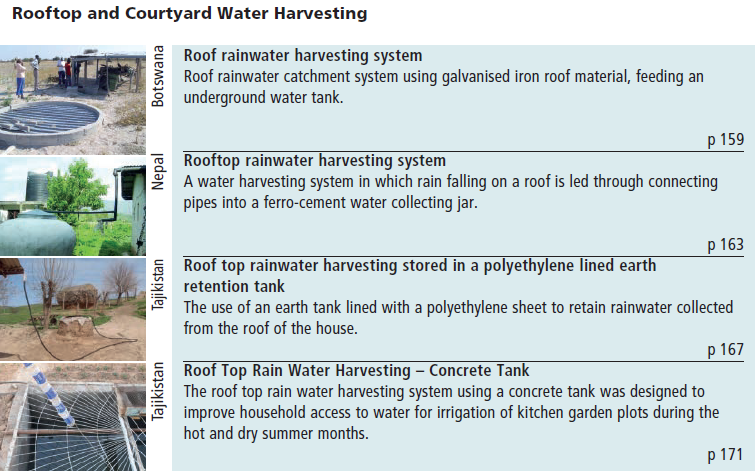 Rooftop and Courtyard Water Harvesting
Botswana
Roof rainwater harvesting system
Roof rainwater catchment system using galvanised iron roof material, feeding an
underground water tank.
p 159
Nepal
Rooftop rainwater harvesting system
A water harvesting system in which rain falling on a roof is led through connecting
pipes into a ferro-cement water collecting jar.
p 163
Tajikistan
Roof top rainwater harvesting stored in a polyethylene lined earth
retention tank
The use of an earth tank lined with a polyethylene sheet to retain rainwater collected
from the roof of the house.
p 167
Tajikistan
Roof Top Rain Water Harvesting – Concrete Tank
The roof top rain water harvesting system using a concrete tank was designed to
improve household access to water for irrigation of kitchen garden plots during the
hot and dry summer months.
p 171